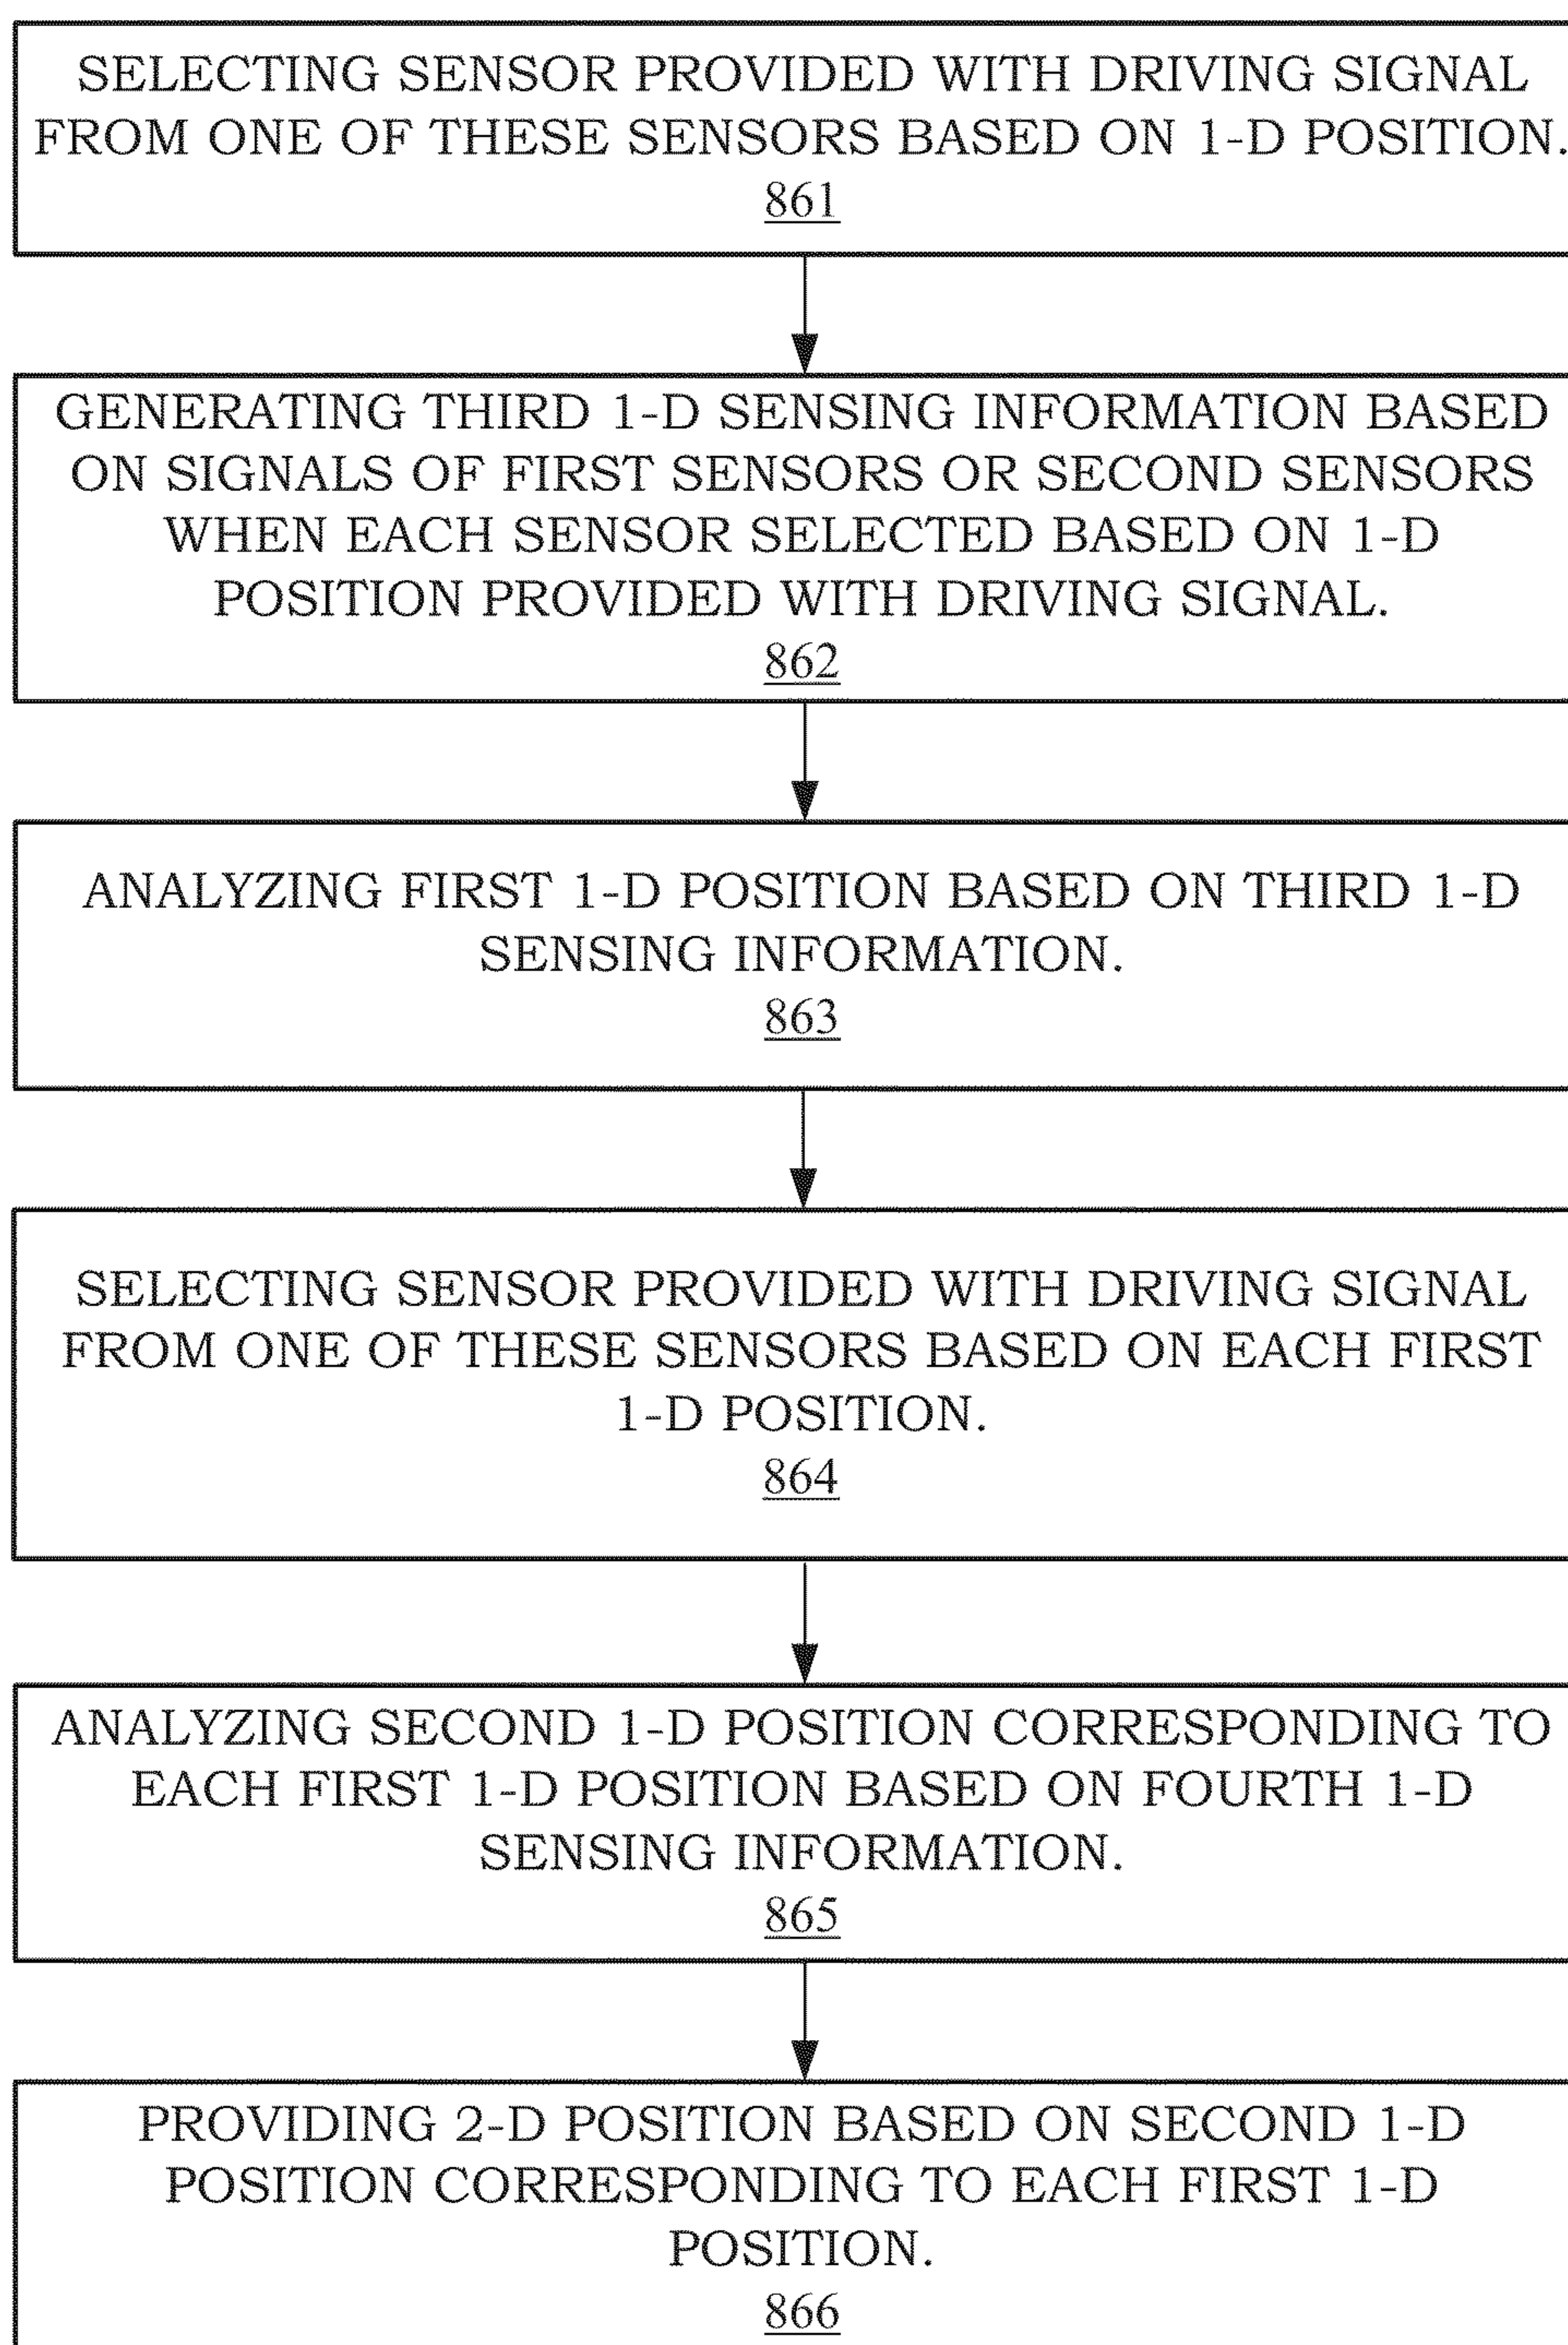 SELECTING SENSOR PROVIDED WITH DRIVING SIGNAL
FROM ONE OF THESE SENSORS BASED ON 1-D POSITION.
861
GENERATING THIRD 1-D SENSING INFORMATION BASED
ON SIGNALS OF FIRST SENSORS OR SECOND SENSORS
WHEN EACH SENSOR SELECTED BASED ON 1-D
POSITION PROVIDED WITH DRIVING SIGNAL.
862
ANALYZING FIRST 1-D POSITION BASED ON THIRD 1-D
SENSING INFORMATION.
863
SELECTING SENSOR PROVIDED WITH DRIVING SIGNAL
FROM ONE OF THESE SENSORS BASED ON EACH FIRST
1-D POSITION.
864
ANALYZING SECOND 1-D POSITION CORRESPONDING TO
EACH FIRST 1-D POSITION BASED ON FOURTH 1-D
SENSING INFORMATION.
865
PROVIDING 2-D POSITION BASED ON SECOND 1-D
POSITION CORRESPONDING TO EACH FIRST 1-D
POSITION.
866